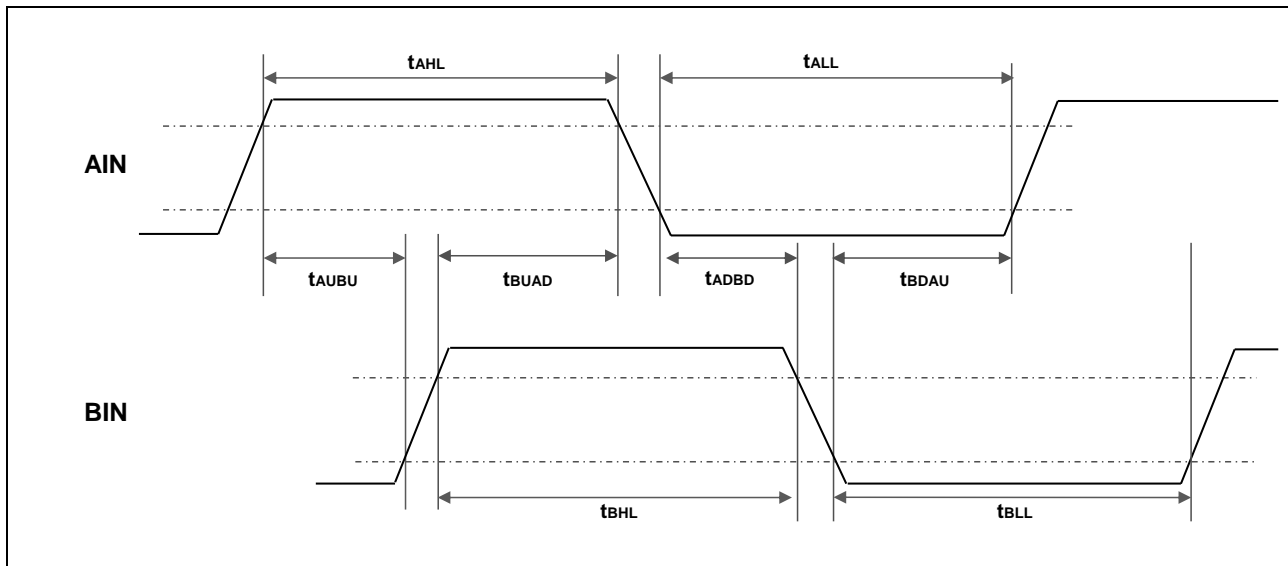 tAHL
tALL
AIN
tAUBU
tBUAD
tADBD
tBDAU
BIN
tBHL
tBLL